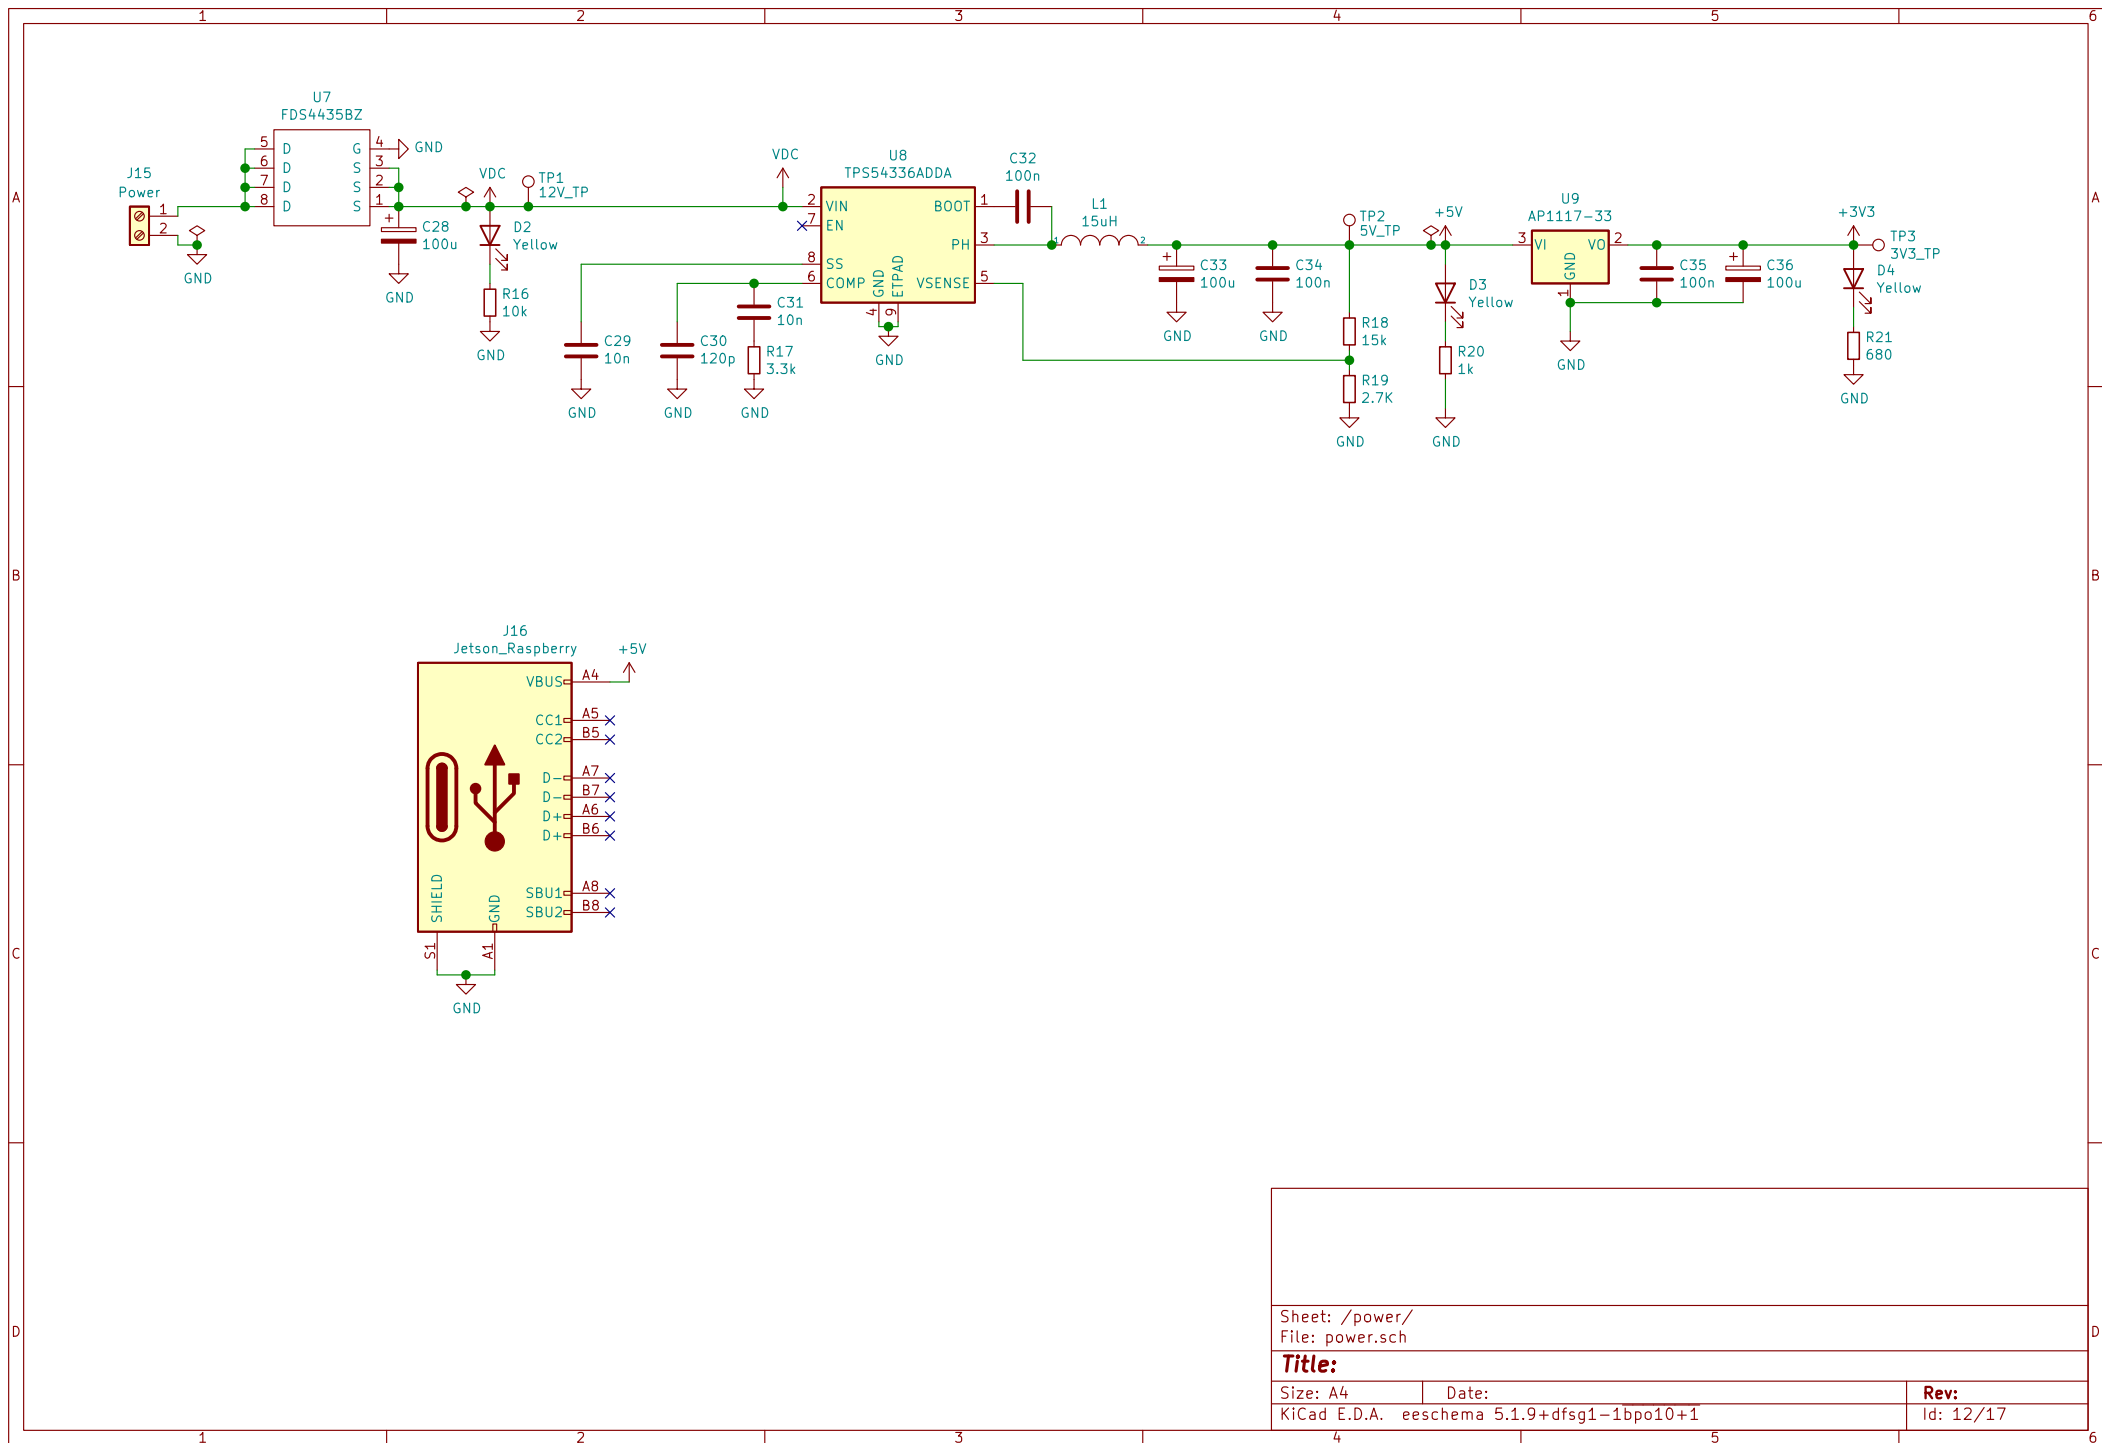 1 2 3 4 5 6
A
B
C
D
A
B
C
D
U7
FDS4435BZ
5 D G 4 GND
6 D S 3
7 D S 2
8 D S 1
J15
Power
1
2
GND
+
C28
100u
GND
VDC
TP1
12V_TP
D2
Yellow
R16
10k
GND
C29
10n
GND
C30
120p
GND
C31
10n
R17
3.3k
GND
VDC
U8
TPS54336ADDA
2 VIN BOOT 1
7 EN
PH 3
8 SS
6 COMP VSENSE 5
GND ETPAD
4 9
GND
C32
100n
L1
15uH
1 2
+
C33
100u
GND
C34
100n
GND
TP2
5V_TP
R18
15k
R19
2.7K
GND
+5V
D3
Yellow
R20
1k
GND
U9
AP1117-33
3 VI VO 2
GND
1
GND
C35
100n
+
C36
100u
+3V3
TP3
3V3_TP
D4
Yellow
R21
680
GND
J16
Jetson_Raspberry
+5V
VBUS A4
CC1 A5
CC2 B5
D- A7
D- B7
D+ A6
D+ B6
SBU1 A8
SBU2 B8
SHIELD GND
S1 A1
GND
Sheet: /power/
File: power.sch
Title:
Size: A4 Date: Rev:
KiCad E.D.A. eeschema 5.1.9+dfsg1-1bpo10+1 Id: 12/17
1 2 3 4 5 6